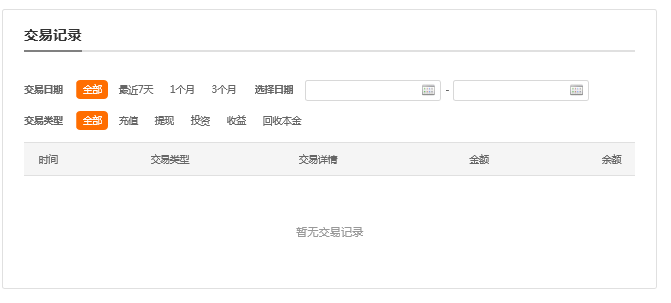 交易记录
交易日期 全部 最近7天 1个月 3个月 选择日期 -
交易类型 全部 充值 提现 投资 收益 回收本金
时间 交易类型 交易详情 金额 余额
暂无交易记录